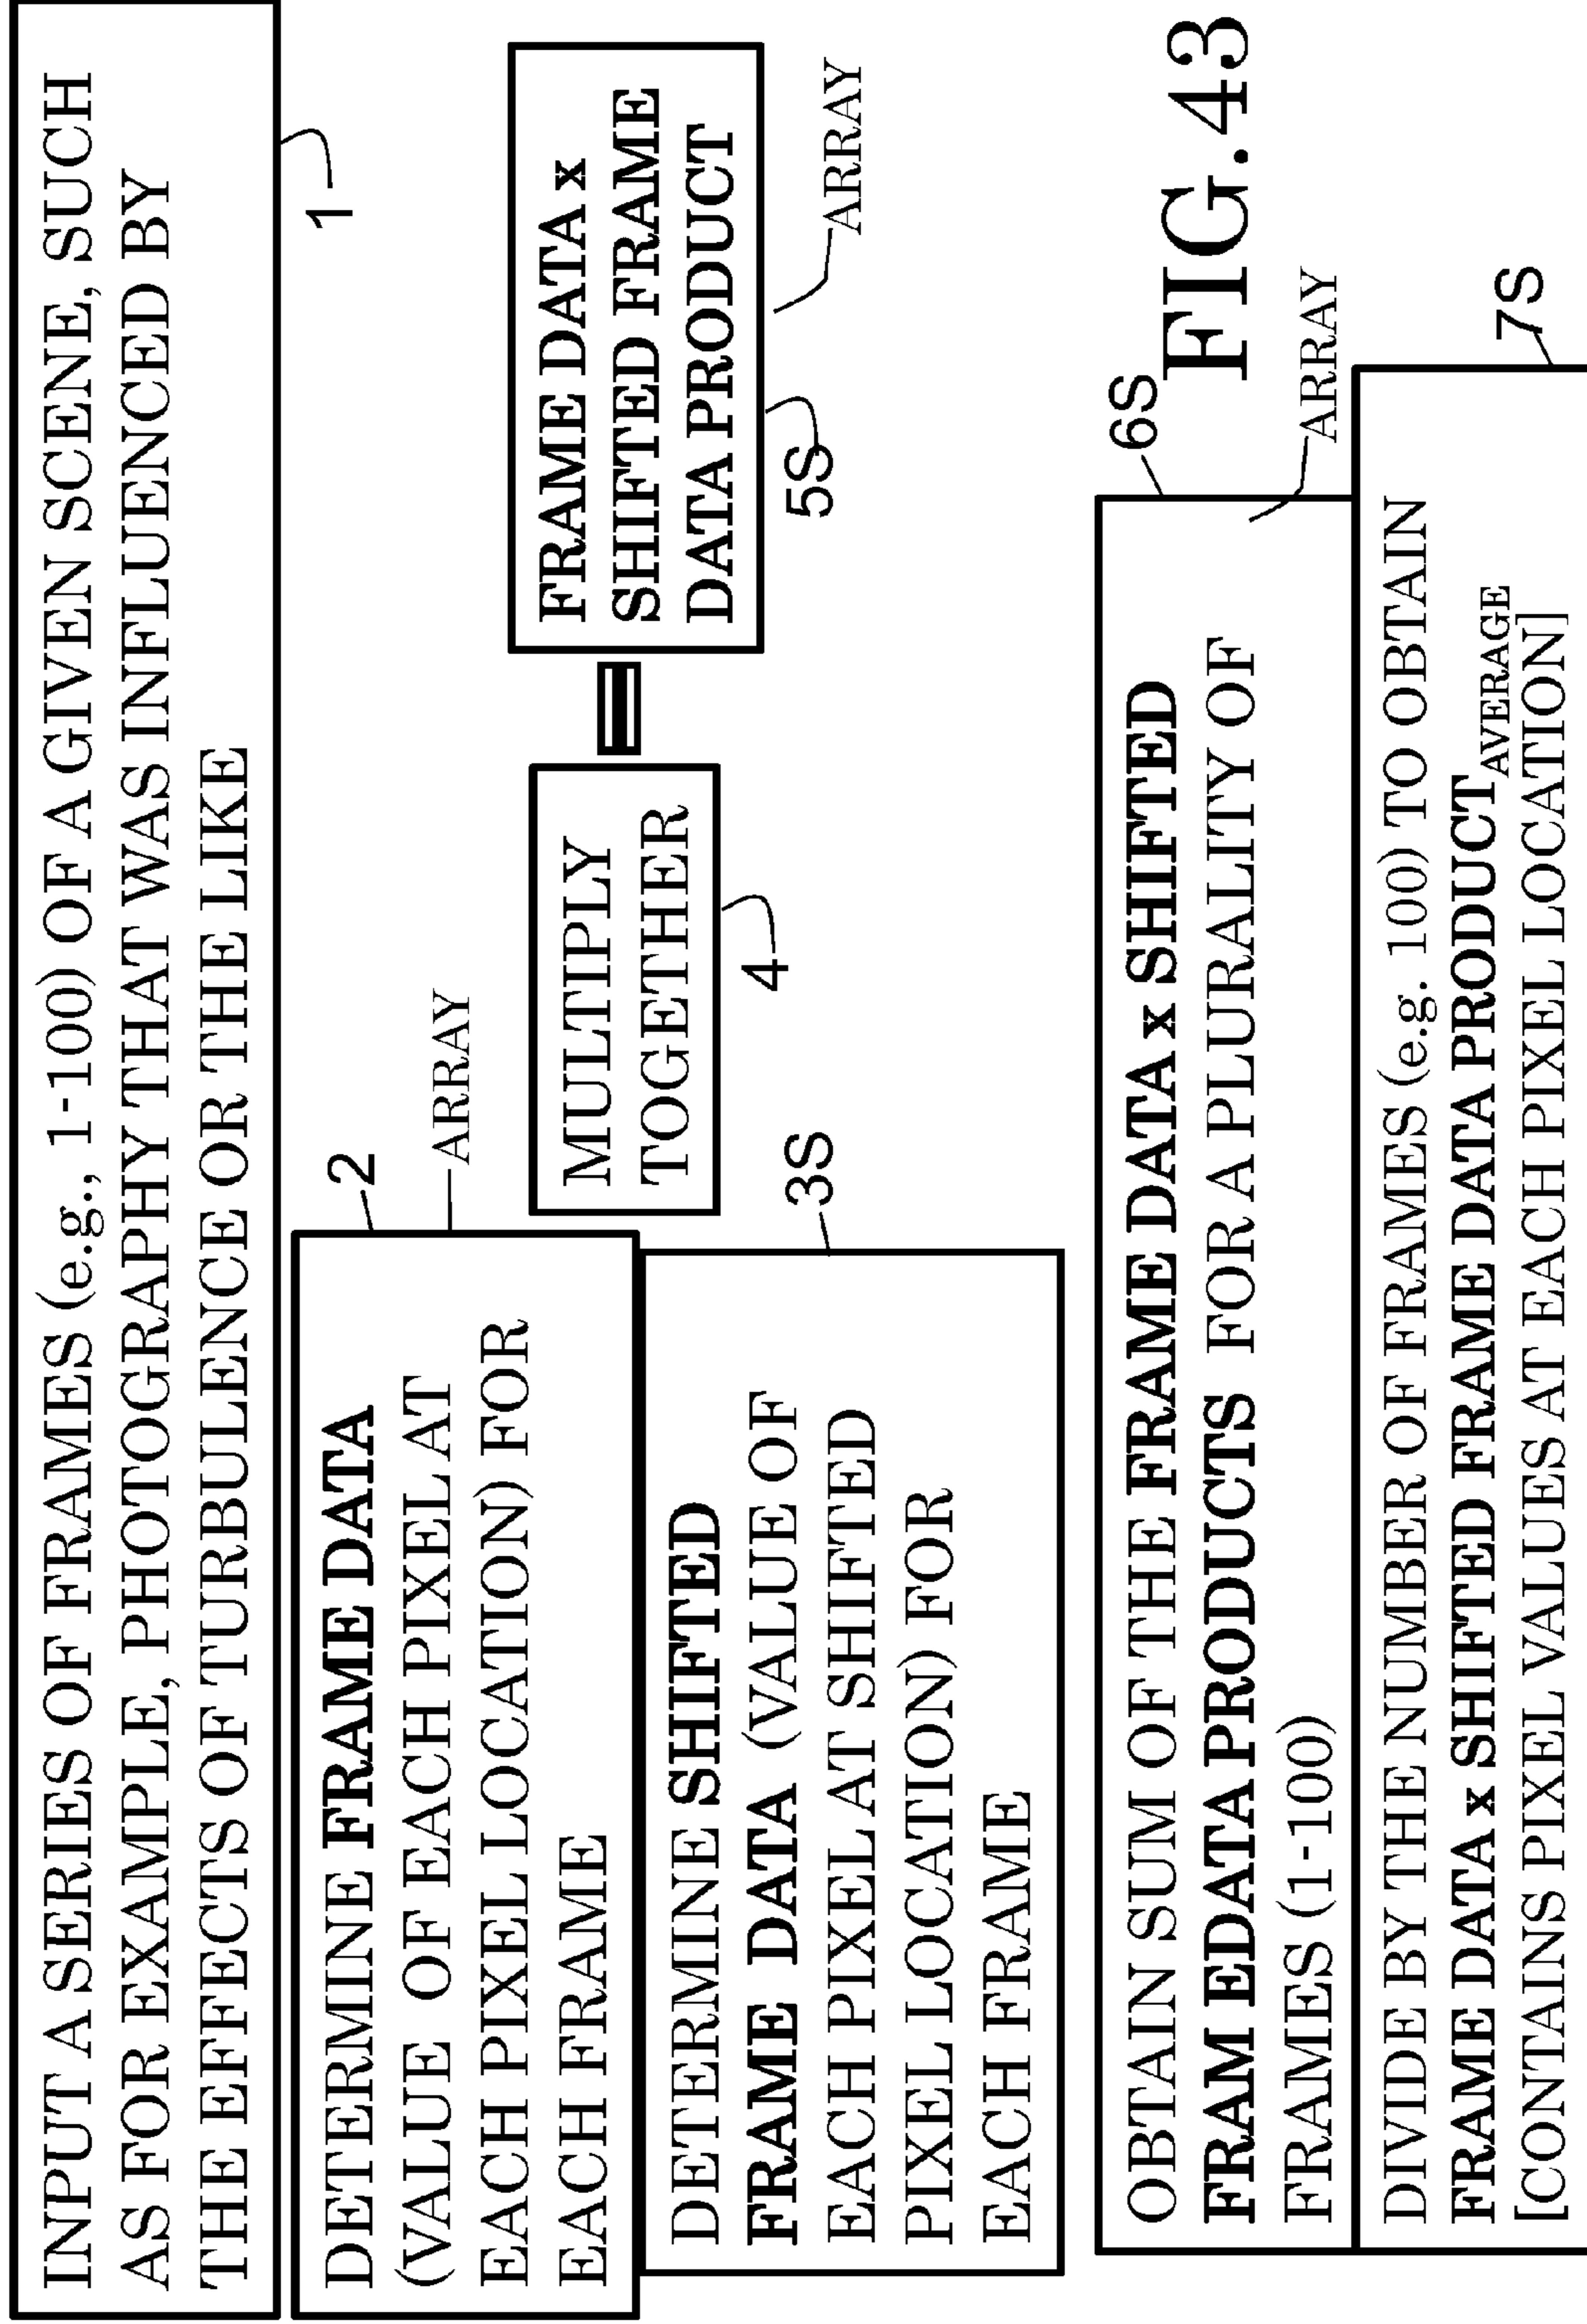 INPUT A SERIES OF FRAMES (e.g., 1-100) OF A GIVEN SCENE, SUCH
AS FOR EXAMPLE, PHOTOGRAPHY THAT WAS INFLUENCED BY
THE EFFECTS OF TURBULENCE OR THE LIKE
1
DETERMINE FRAME DATA
(VALUE OF EACH PIXEL AT
EACH PIXEL LOCATION) FOR
EACH FRAME
2
ARRAY
DETERMINE SHIFTED
FRAME DATA (VALUE OF
EACH PIXEL AT SHIFTED
PIXEL LOCATION) FOR
EACH FRAME
3S
MULTIPLY
TOGETHER
4
=
FRAME DATA x
SHIFTED FRAME
DATA PRODUCT
5S
ARRAY
OBTAIN SUM OF THE FRAME DATA x SHIFTED
FRAM EDATA PRODUCTS FOR A PLURALITY OF
FRAMES (1-100)
6S
ARRAY
FIG.43
DIVIDE BY THE NUMBER OF FRAMES (e.g. 100) TO OBTAIN
FRAME DATA x SHIFTED FRAME DATA PRODUCT AVERAGE
[CONTAINS PIXEL VALUES AT EACH PIXEL LOCATION]
7S